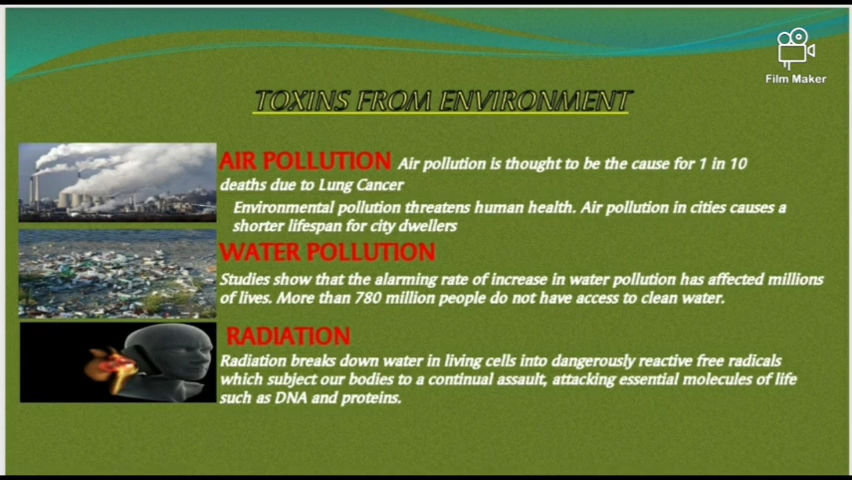 Film Maker
TOXINS FROM ENVIRONMENT
AIR POLLUTION Air pollution is thought to be the cause for 1 in 10
deaths due to Lung Cancer
Environmental pollution threatens human health. Air pollution in cities causes a
shorter lifespan for city dwellers
WATER POLLUTION
Studies show that the alarming rate of increase in water pollution has affected millions
of lives. More than 780 million people do not have access to clean water.
RADIATION
Radiation breaks down water in living cells into dangerously reactive free radicals
which subject our bodies to a continual assault, attacking essential molecules of life
such as DNA and proteins.